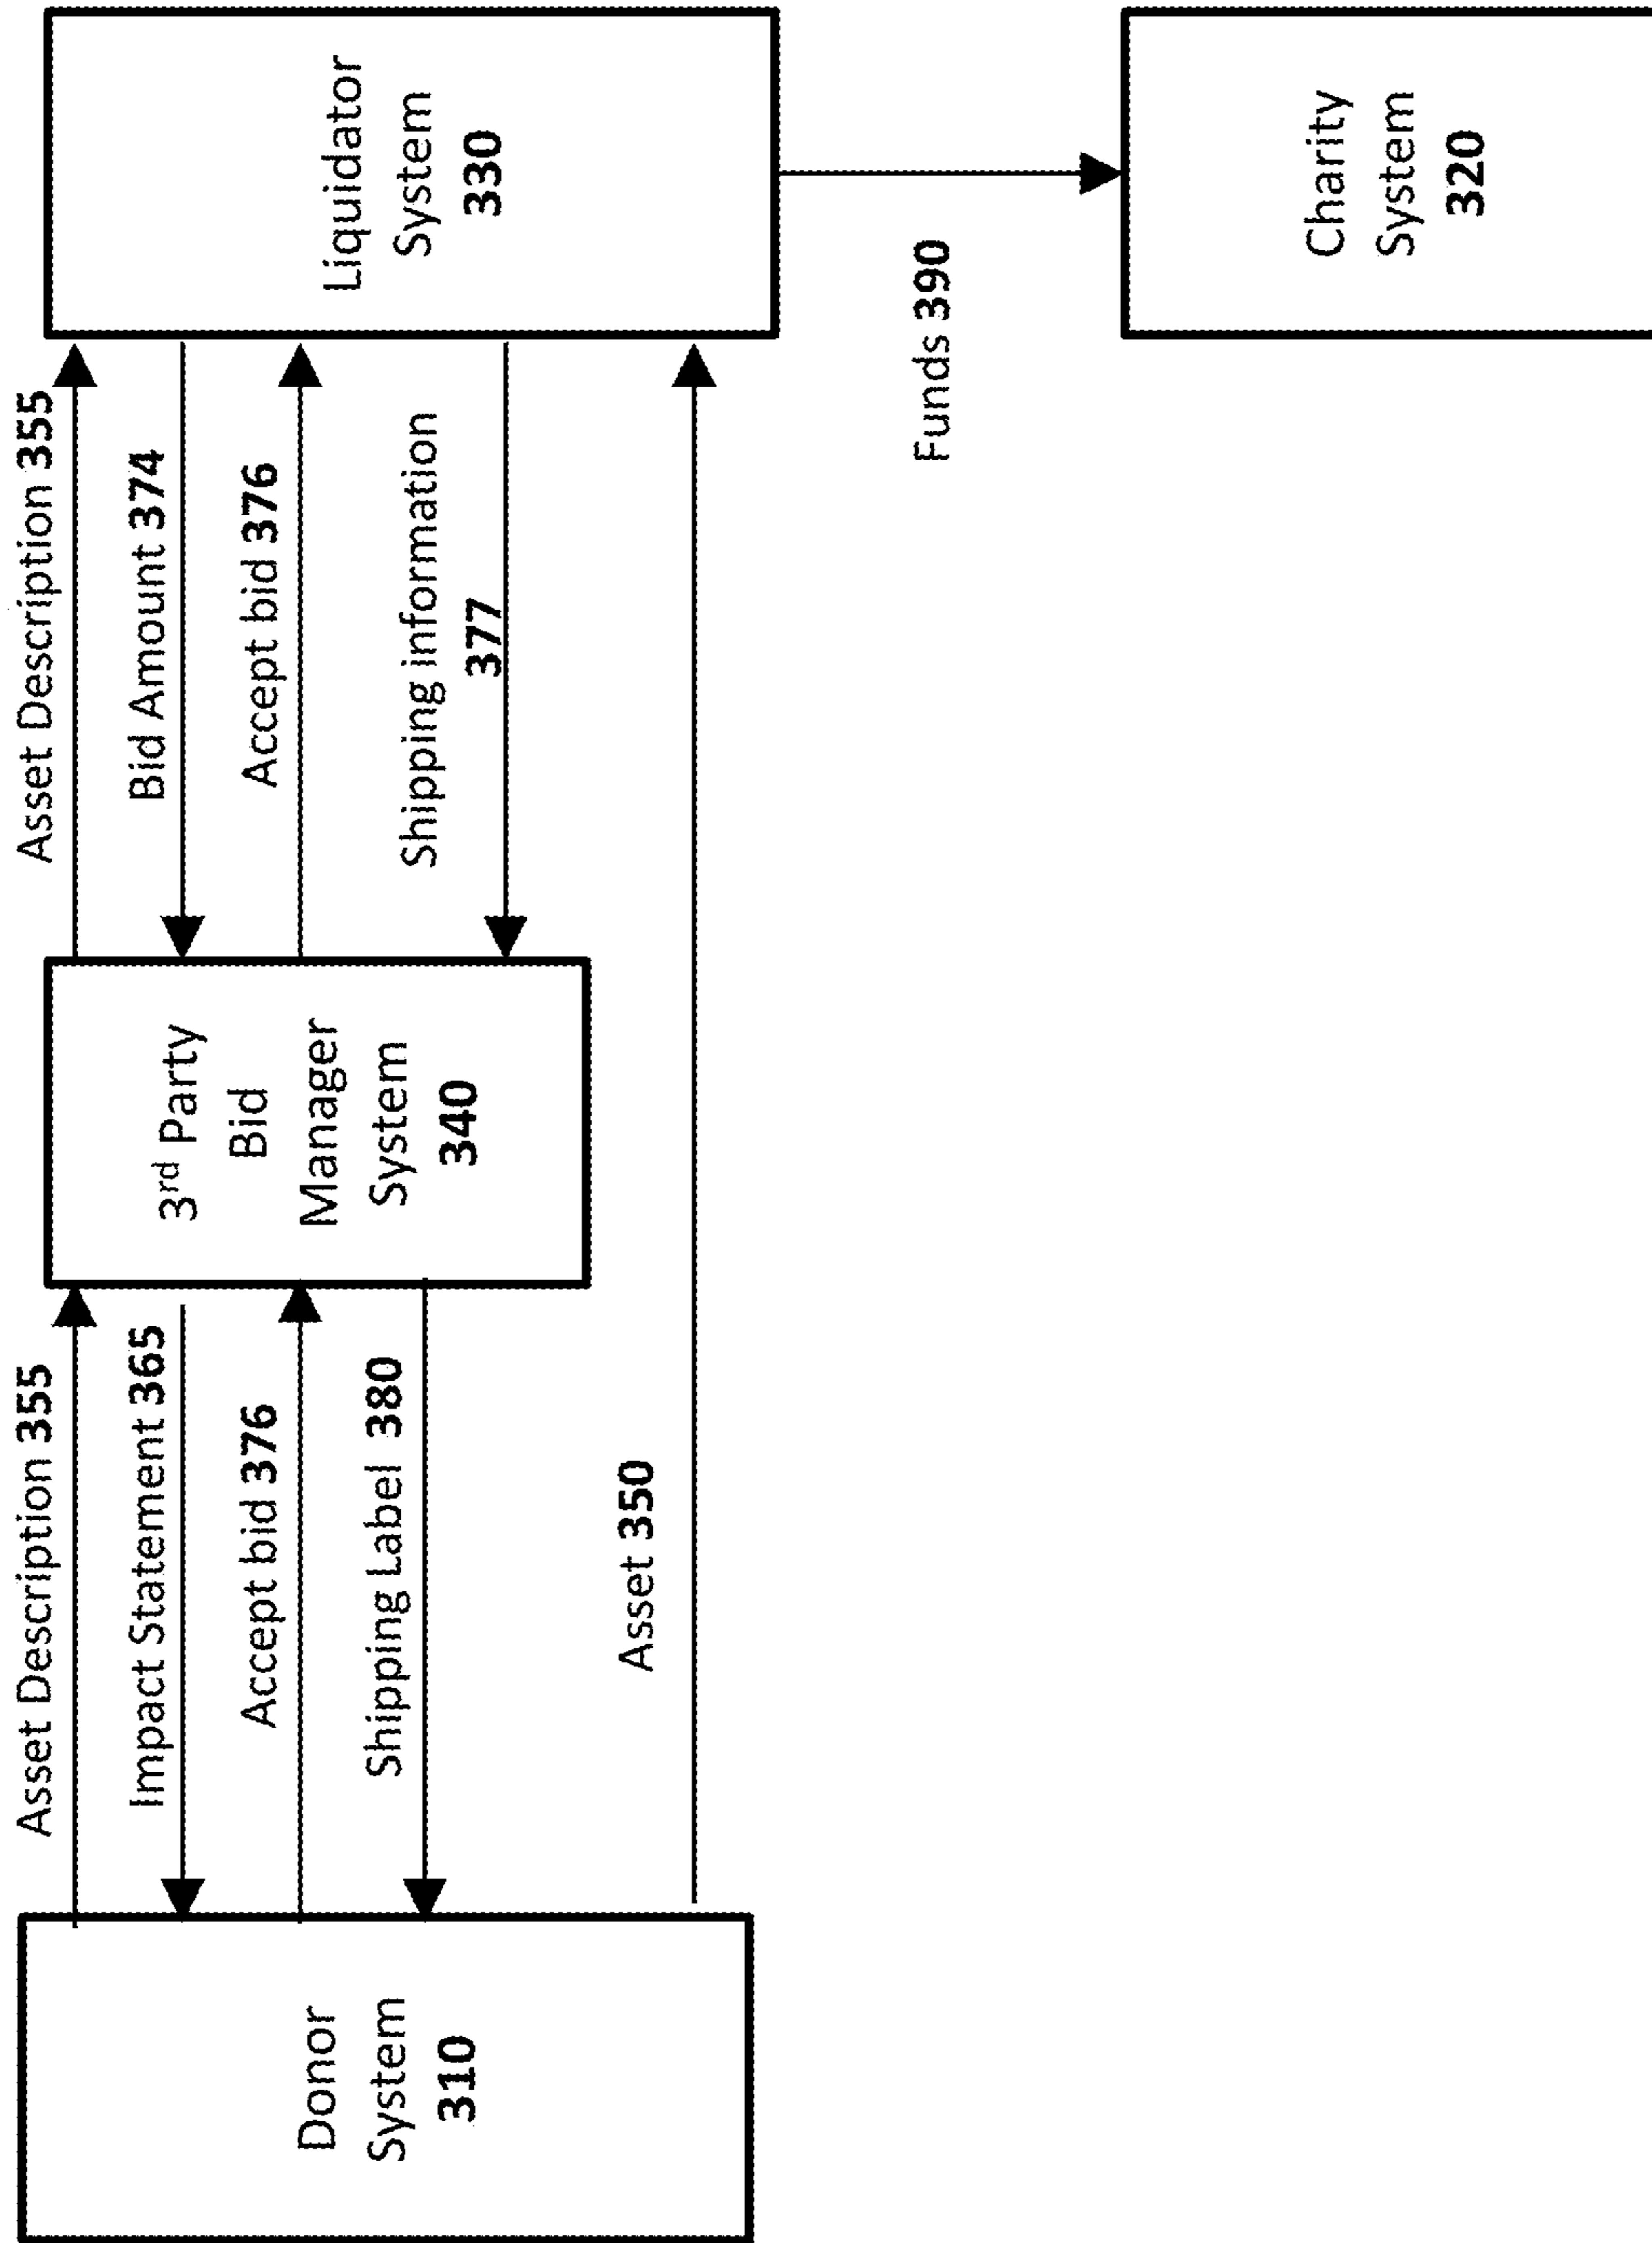 Donor
System
310
Asset Description 355
Impact Statement 365
Accept bid 376
Shipping Label 380
Asset 350
3rd Party
Bid
Manager
System
340
Asset Description 355
Bid Amount 374
Accept bid 376
Shipping information
377
Liquidator
System
330
Funds 390
Charity
System
320